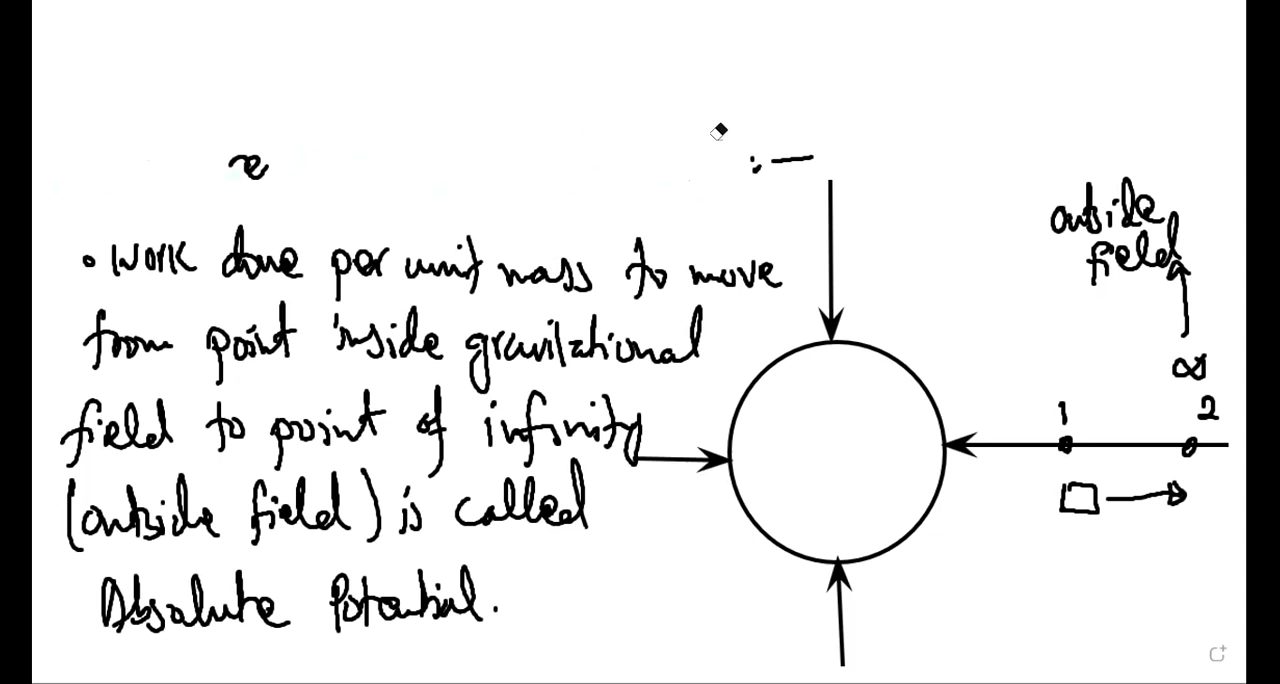 • Work done per unit mass to move
from point inside gravitational
field to point of infinity
(outside field) is called
Absolute Potential.
outside
field
∞
1 2